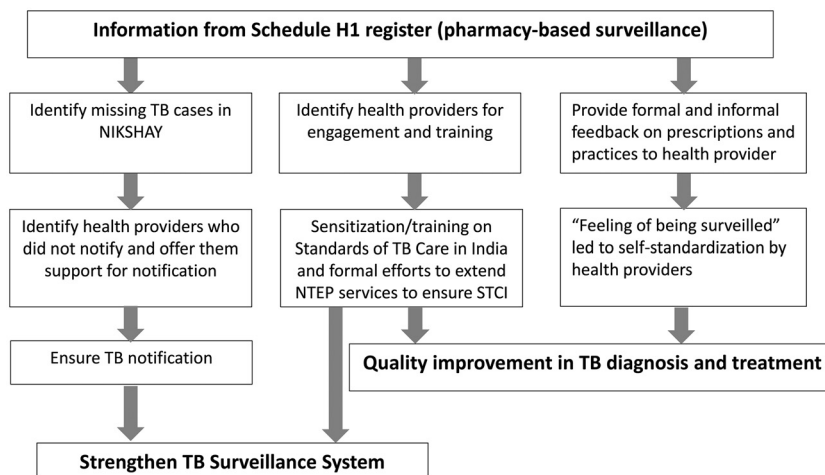 Information from Schedule H1 register (pharmacy-based surveillance)
Identify missing TB cases in
NIKSHAY
Identify health providers for
engagement and training
Provide formal and informal
feedback on prescriptions and
practices to health provider
Identify health providers who
did not notify and offer them
support for notification
Sensitization/training on
Standards of TB Care in India
and formal efforts to extend
NTEP services to ensure STCI
“Feeling of being surveilled”
led to self-standardization by
health providers
Ensure TB notification
Quality improvement in TB diagnosis and treatment
Strengthen TB Surveillance System